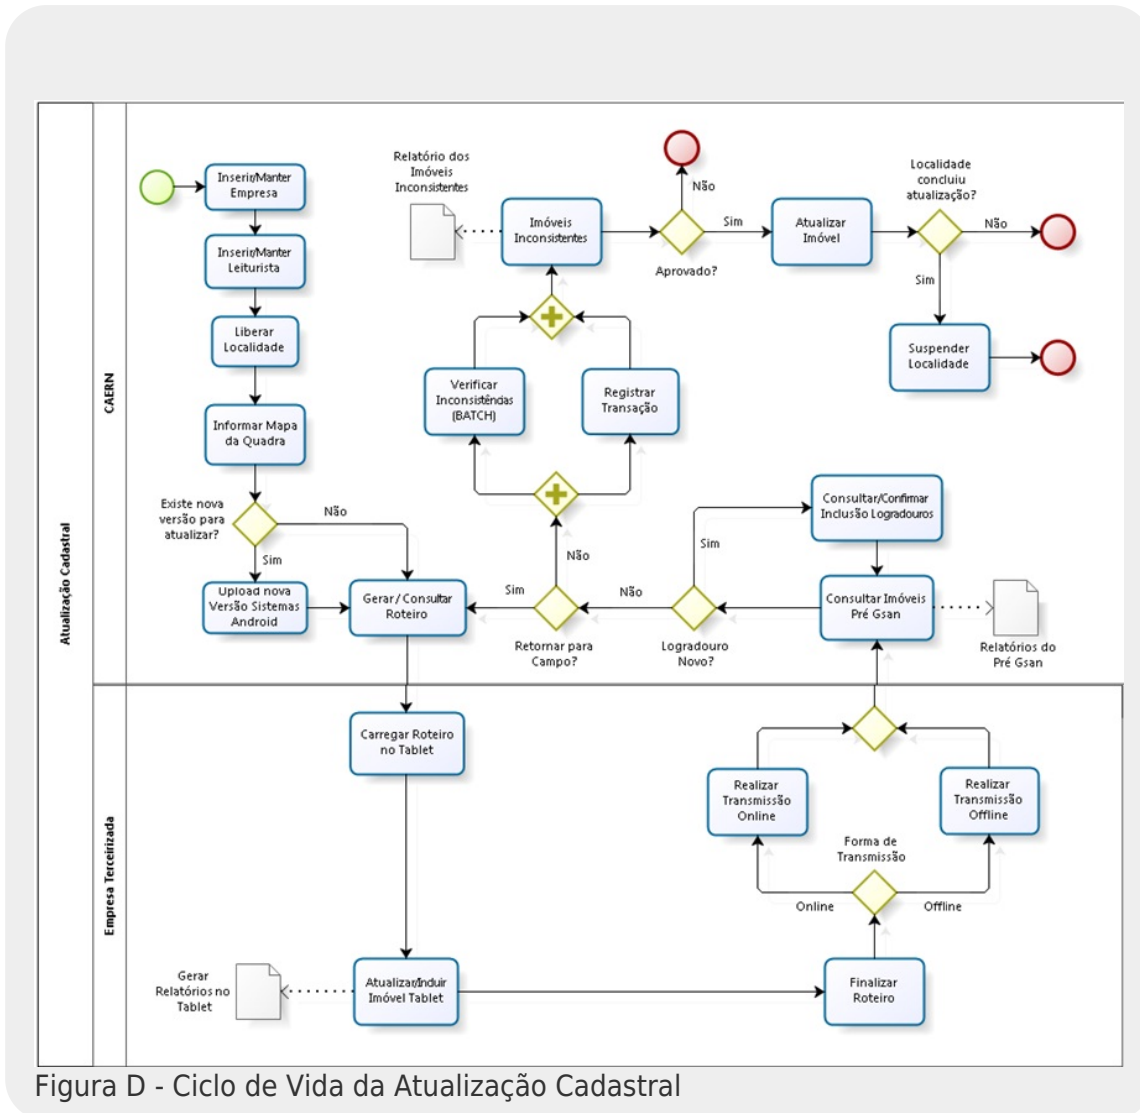 Atualização Cadastral
CAERN
Inserir/Manter
Empresa
Inserir/Manter
Leiturista
Liberar
Localidade
Informar Mapa
da Quadra
Existe nova
versão para
atualizar?
Não
Sim
Upload nova
Versão Sistemas
Android
Gerar / Consultar
Roteiro
Relatório dos
Imóveis
Inconsistentes
Imóveis
Inconsistentes
Não
Sim
Aprovado?
Atualizar
Imóvel
Localidade
concluiu
atualização?
Não
Sim
Suspender
Localidade
Verificar
Inconsistências
(BATCH)
Registrar
Transação
Não
Sim
Retornar para
Campo?
Não
Sim
Logradouro
Novo?
Consultar/Confirmar
Inclusão Logradouros
Consultar Imóveis
Pré Gsan
Relatórios do
Pré Gsan
Empresa Terceirizada
Carregar Roteiro
no Tablet
Gerar
Relatórios no
Tablet
Atualizar/Incluir
Imóvel Tablet
Realizar
Transmissão
Online
Realizar
Transmissão
Offline
Forma de
Transmissão
Online
Offline
Finalizar
Roteiro
Figura D - Ciclo de Vida da Atualização Cadastral